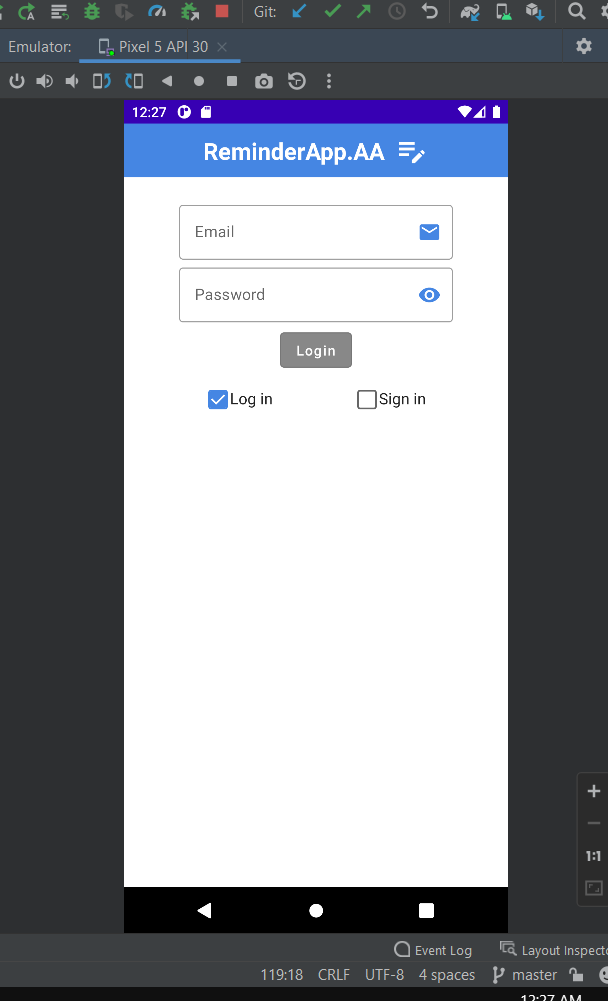 Git:
Emulator: Pixel 5 API 30
12:27
ReminderApp.AA
Email
Password
Login
Log in Sign in
1:1
Event Log Layout Inspecto
119:18 CRLF UTF-8 4 spaces master
12:27 AM